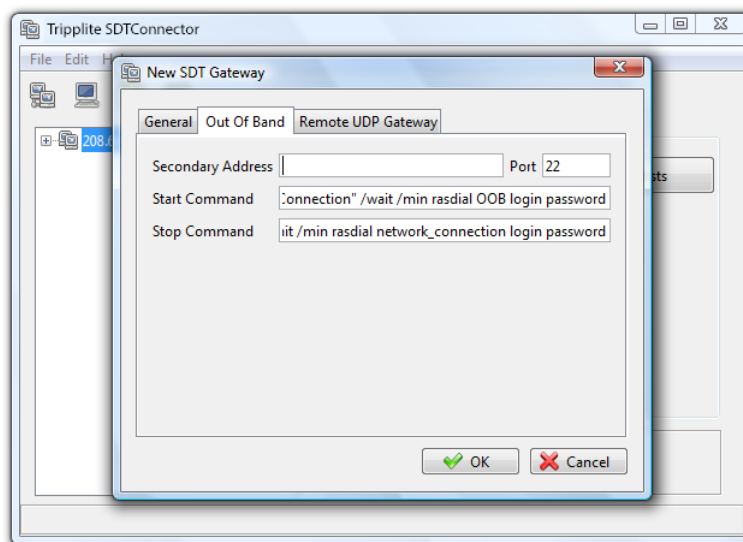 Tripplite SDTConnector
File Edit
New SDT Gateway
General Out Of Band Remote UDP Gateway
208.
Secondary Address Port 22
Start Command Connection" /wait /min rasdial OOB login password
Stop Command /min rasdial network_connection login password
OK Cancel